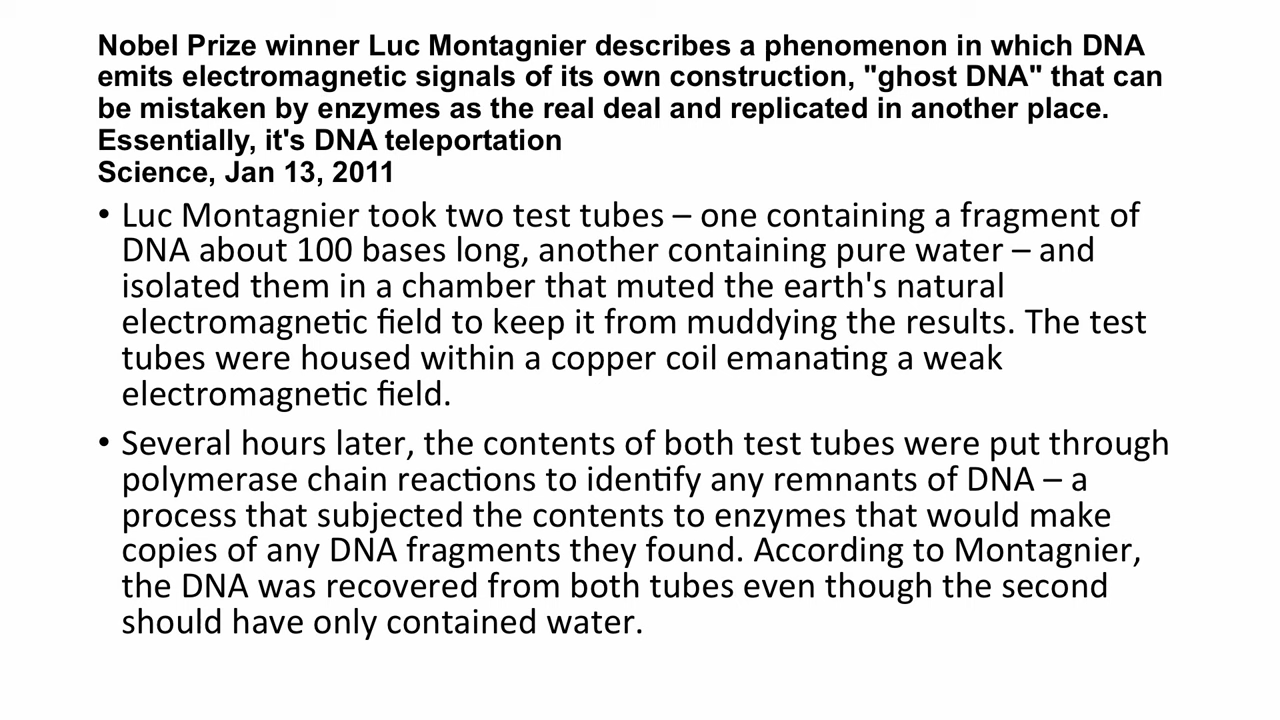 Nobel Prize winner Luc Montagnier describes a phenomenon in which DNA
emits electromagnetic signals of its own construction, "ghost DNA" that can
be mistaken by enzymes as the real deal and replicated in another place.
Essentially, it's DNA teleportation
Science, Jan 13, 2011
• Luc Montagnier took two test tubes – one containing a fragment of
DNA about 100 bases long, another containing pure water – and
isolated them in a chamber that muted the earth's natural
electromagnetic field to keep it from muddying the results. The test
tubes were housed within a copper coil emanating a weak
electromagnetic field.
• Several hours later, the contents of both test tubes were put through
polymerase chain reactions to identify any remnants of DNA – a
process that subjected the contents to enzymes that would make
copies of any DNA fragments they found. According to Montagnier,
the DNA was recovered from both tubes even though the second
should have only contained water.